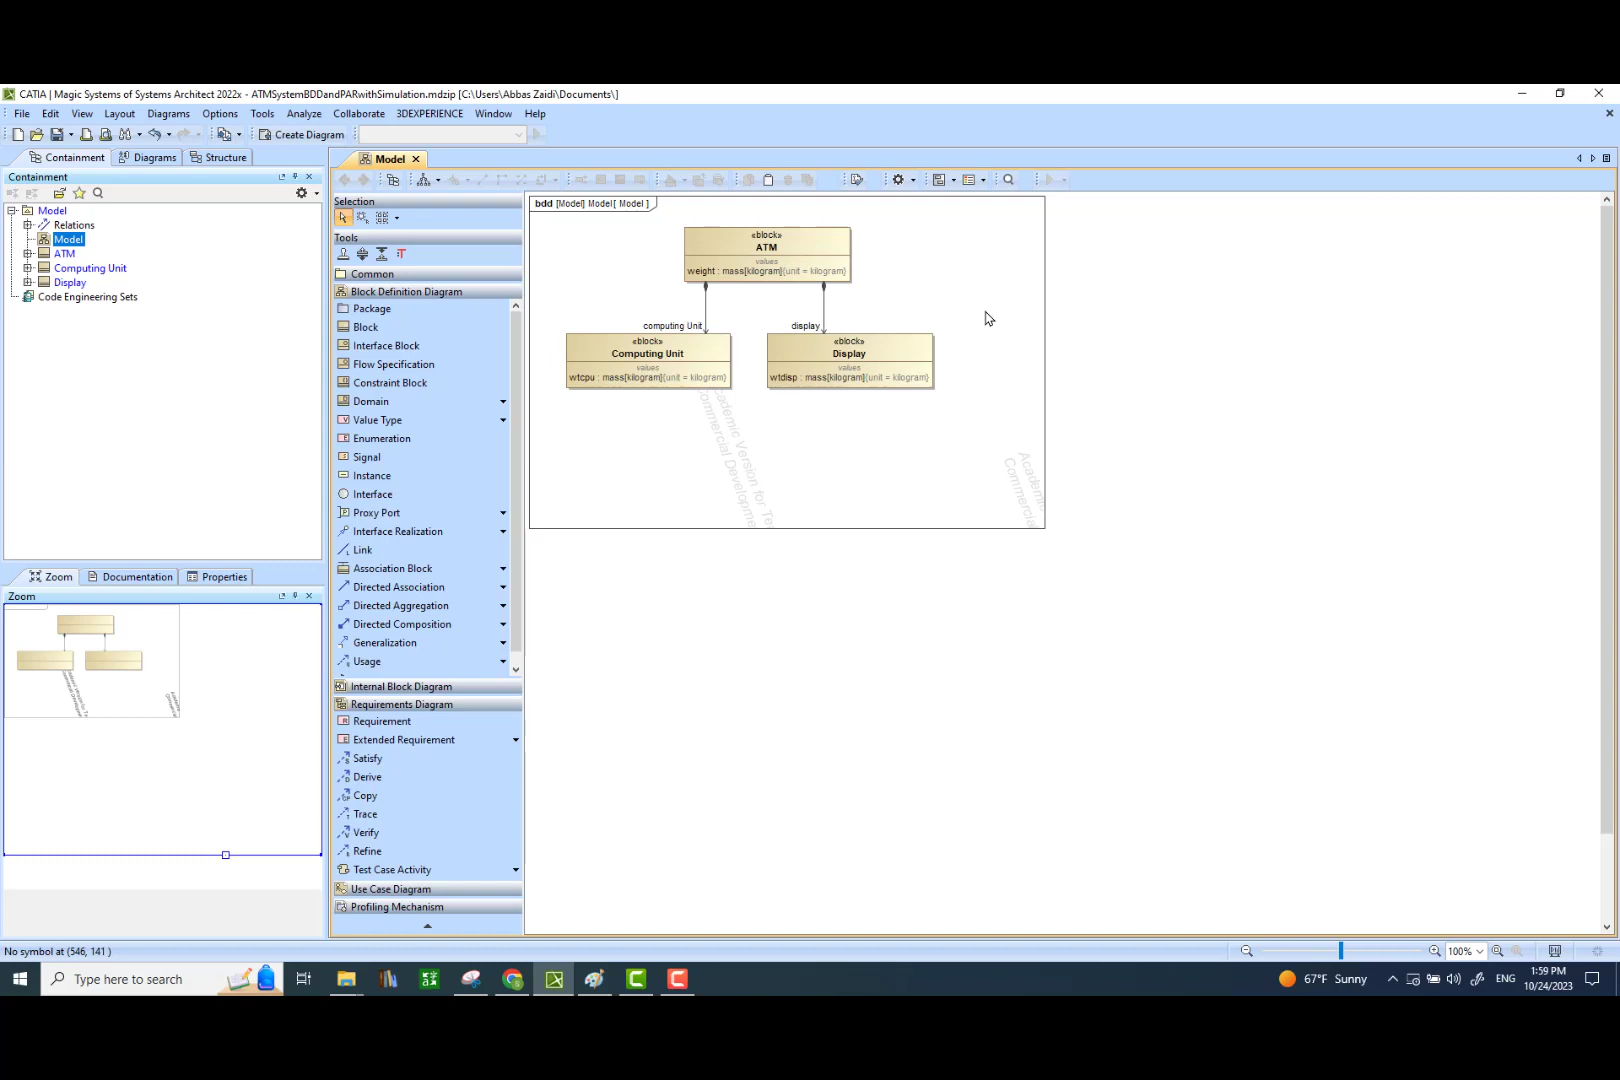 CATIA | Magic Systems of Systems Architect 2022x - ATMSystemBDDandPARwithSimulation.mdzip [C:\Users\Abbas Zaidi\Documents\]
File Edit View Layout Diagrams Options Tools Analyze Collaborate 3DEXPERIENCE Window Help
Create Diagram
Containment Diagrams Structure
Model
Containment
Model
Relations
Model
ATM
Computing Unit
Display
Code Engineering Sets
Zoom Documentation Properties
Zoom
Selection
Tools
Common
Block Definition Diagram
Package
Block
Interface Block
Flow Specification
Constraint Block
Domain
Value Type
Enumeration
Signal
Instance
Interface
Proxy Port
Interface Realization
Link
Association Block
Directed Association
Directed Aggregation
Directed Composition
Generalization
Usage
Internal Block Diagram
Requirements Diagram
Requirement
Extended Requirement
Satisfy
Derive
Copy
Trace
Verify
Refine
Test Case Activity
Use Case Diagram
Profiling Mechanism
bdd [Model] Model[ Model ]
«block»
ATM
values
weight : mass[kilogram]{unit = kilogram}
computing Unit
display
«block»
Computing Unit
values
wtcpu : mass[kilogram]{unit = kilogram}
«block»
Display
values
wtdisp : mass[kilogram]{unit = kilogram}
Academic Version for
Commercial
Academic
Commercial
No symbol at (546, 141 )
100%
Type here to search
67°F Sunny
ENG
1:59 PM
10/24/2023